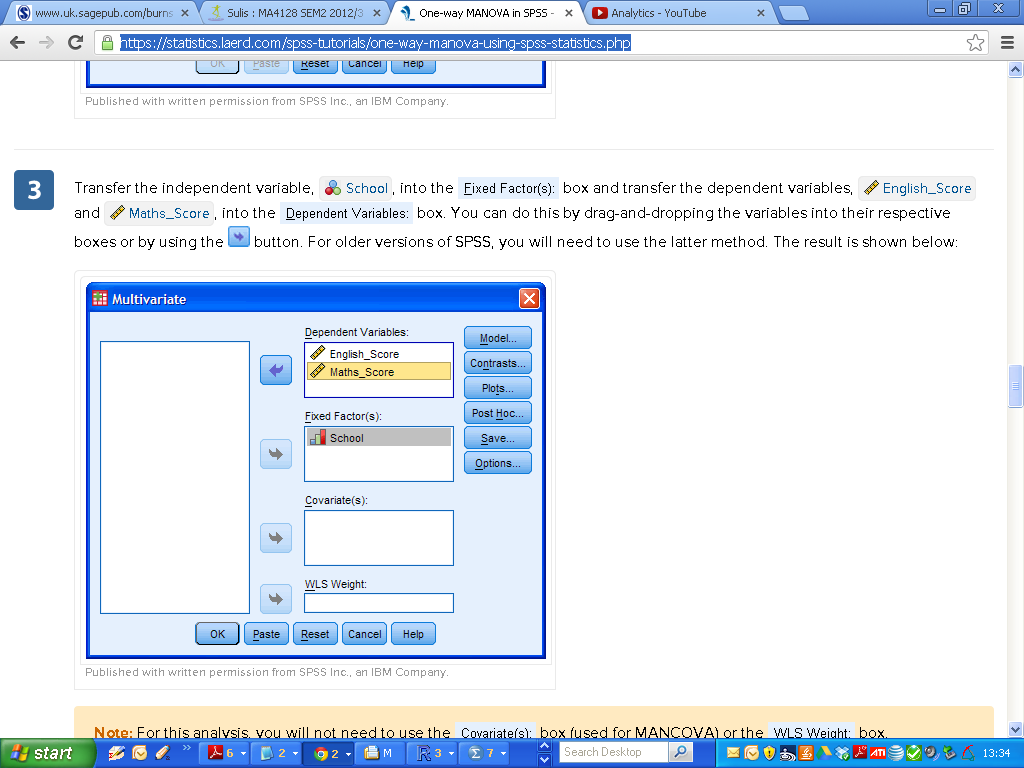 www.uk.sagepub.com/burns
Sulis : MA4128 SEM2 2012/3
One-way MANOVA in SPSS -
Analytics - YouTube
https://statistics.laerd.com/spss-tutorials/one-way-manova-using-spss-statistics.php
OK Paste Reset Cancel Help
Published with written permission from SPSS Inc., an IBM Company.
3
Transfer the independent variable, School , into the Fixed Factor(s): box and transfer the dependent variables, English_Score
and Maths_Score , into the Dependent Variables: box. You can do this by drag-and-dropping the variables into their respective
boxes or by using the button. For older versions of SPSS, you will need to use the latter method. The result is shown below:
Multivariate
Dependent Variables:
English_Score
Maths_Score
Fixed Factor(s):
School
Covariate(s):
WLS Weight:
Model...
Contrasts...
Plots...
Post Hoc...
Save...
Options...
OK Paste Reset Cancel Help
Published with written permission from SPSS Inc., an IBM Company.
Note: For this analysis, you will not need to use the Covariate(s): box (used for MANCOVA) or the WLS Weight: box.
start
6
2
2
M
R 3
Σ 7
Search Desktop
13:34